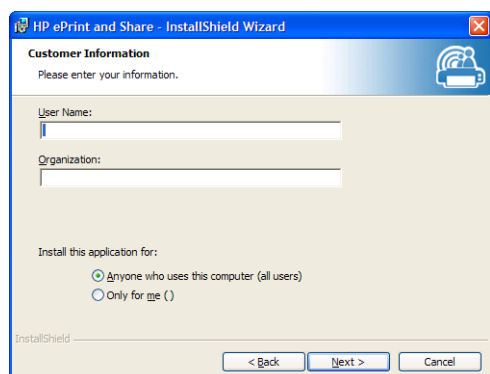 HP ePrint and Share - InstallShield Wizard
Customer Information
Please enter your information.
User Name:
Organization:
Install this application for:
Anyone who uses this computer (all users)
Only for me ( )
InstallShield
< Back
Next >
Cancel